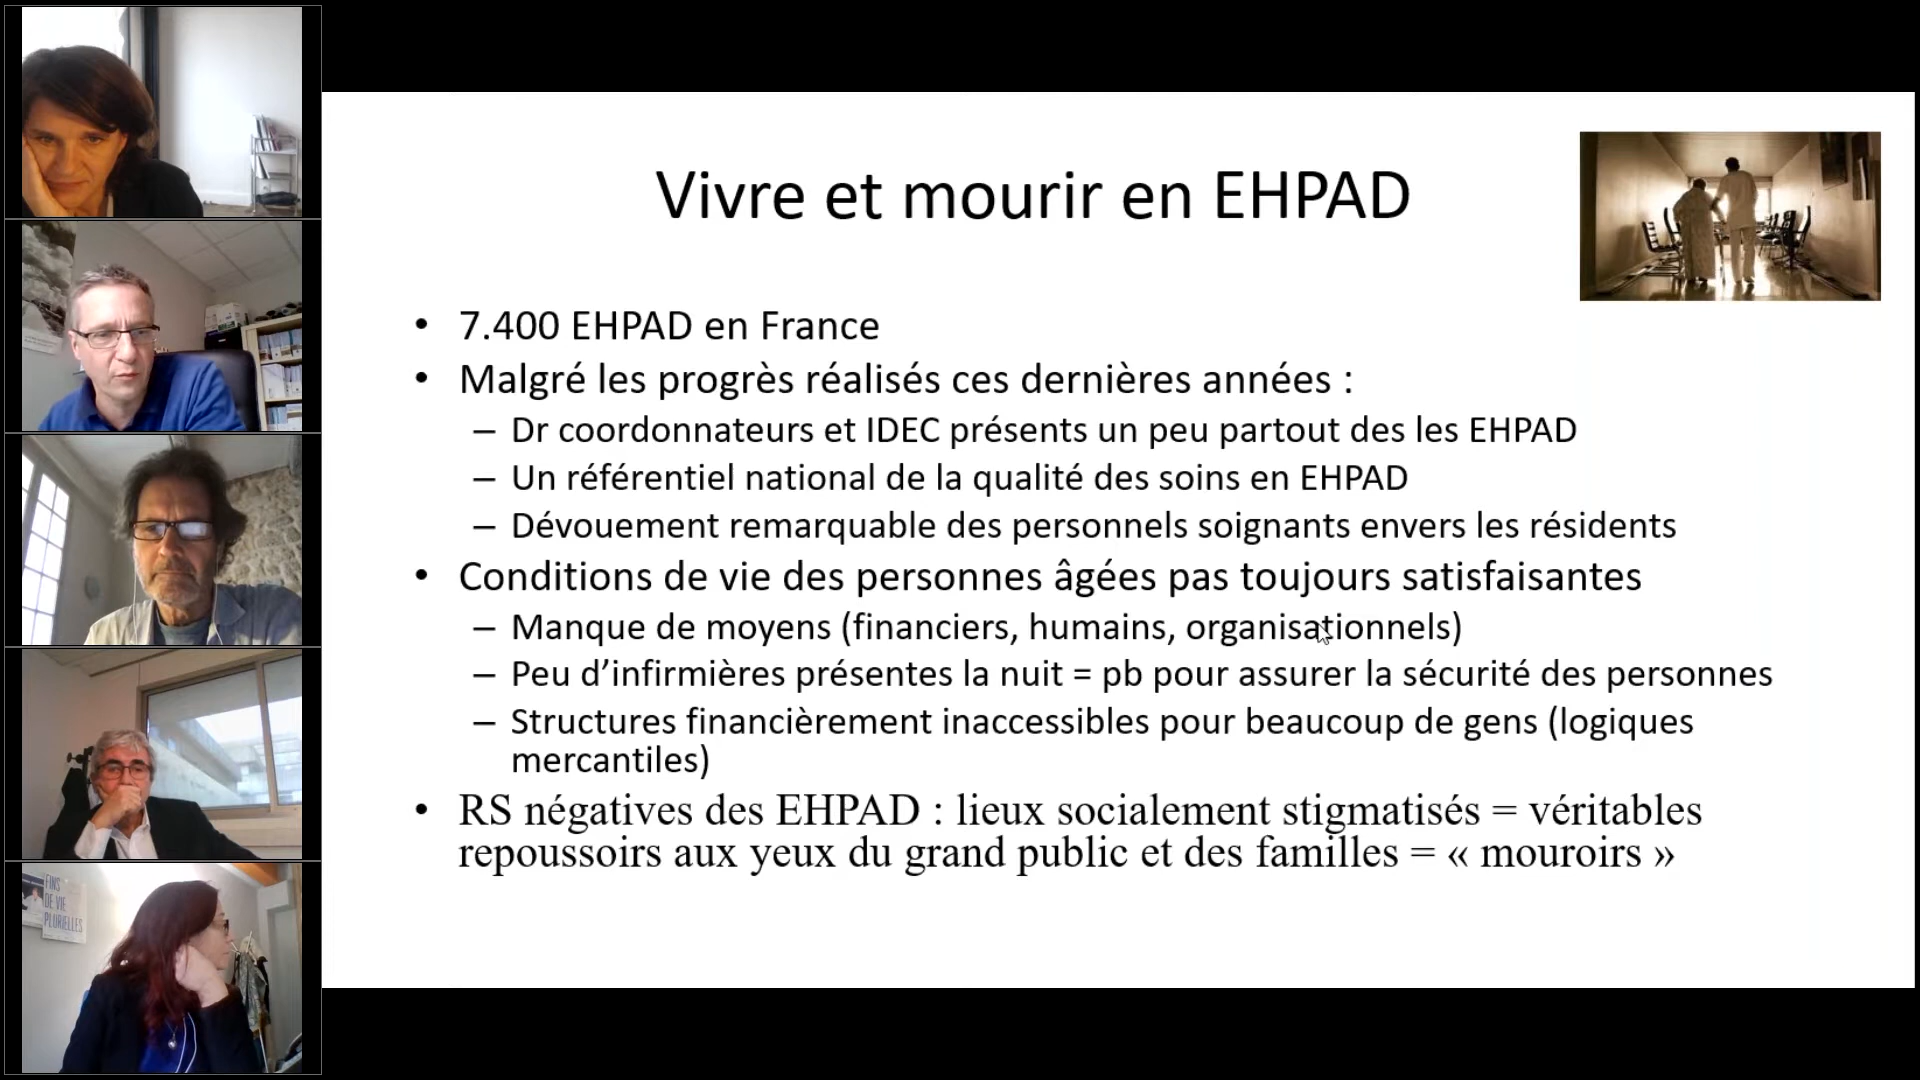 Vivre et mourir en EHPAD
• 7.400 EHPAD en France
• Malgré les progrès réalisés ces dernières années :
– Dr coordonnateurs et IDEC présents un peu partout des les EHPAD
– Un référentiel national de la qualité des soins en EHPAD
– Dévouement remarquable des personnels soignants envers les résidents
• Conditions de vie des personnes âgées pas toujours satisfaisantes
– Manque de moyens (financiers, humains, organisationnels)
– Peu d’infirmières présentes la nuit = pb pour assurer la sécurité des personnes
– Structures financièrement inaccessibles pour beaucoup de gens (logiques
mercantiles)
• RS négatives des EHPAD : lieux socialement stigmatisés = véritables
repoussoirs aux yeux du grand public et des familles = « mouroirs »
FINS
DE VIE
PLURIELLES